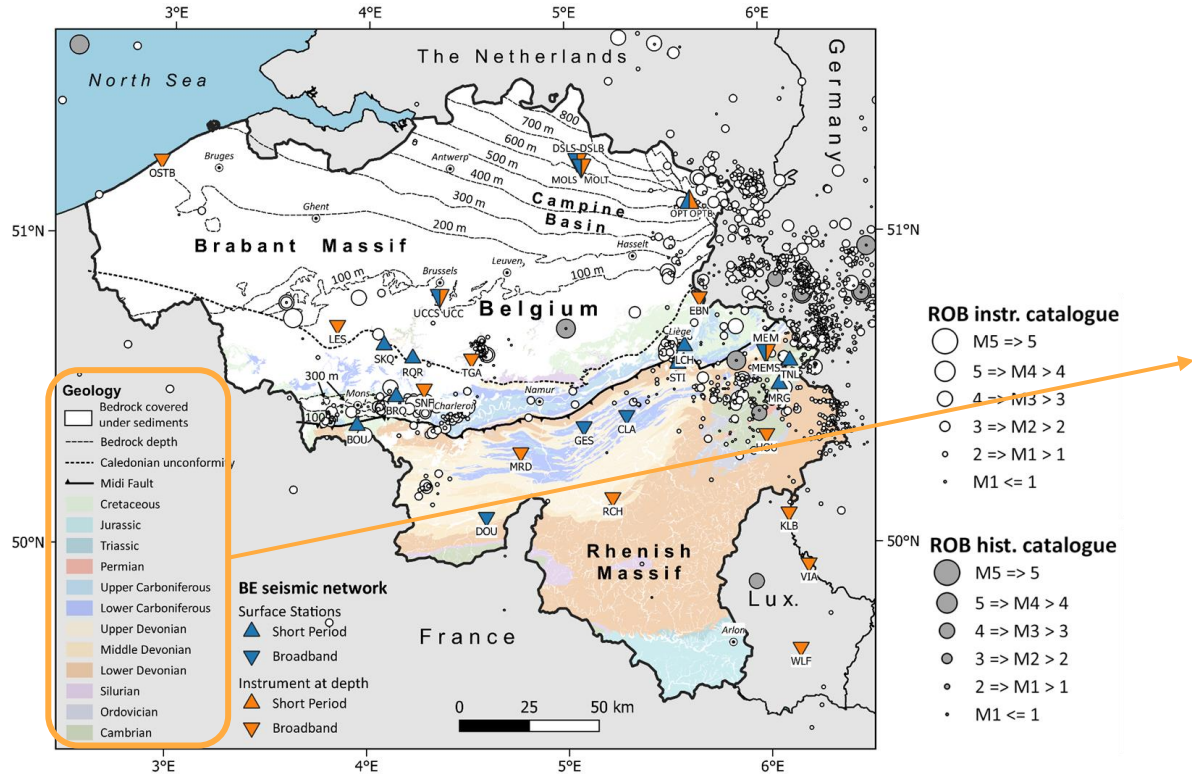 3°E
4°E
5°E
6°E
North Sea
The Netherlands
Germany
800
700 m
600 m
500 m
400 m
300 m
200 m
100 m
100 m
DSLS-DSLB
MOLS
MOLT
OSTB
Bruges
Antwerp
OPT
OPTB
Campine
Basin
Ghent
51°N
51°N
Brabant Massif
Hasselt
Leuven
Brussels
Belgium
UCCS
UCC
EBN
LES
SKQ
RQR
TGA
Liège
LCH
STI
MEM
MEMS
TNL
MRG
300 m
100
Mons
BRQ
SNF
Charleroi
Namur
BOU
GES
CLA
HOU
MRD
RCH
DOU
KLB
50°N
50°N
Rhenish
Massif
VIA
Lux.
France
Arlon
WLF
Geology
Bedrock covered
under sediments
Bedrock depth
Caledonian unconformity
Midi Fault
Cretaceous
Jurassic
Triassic
Permian
Upper Carboniferous
Lower Carboniferous
Upper Devonian
Middle Devonian
Lower Devonian
Silurian
Ordovician
Cambrian
BE seismic network
Surface Stations
Short Period
Broadband
Instrument at depth
Short Period
Broadband
0
25
50 km
3°E
4°E
5°E
6°E
ROB instr. catalogue
M5 => 5
5 => M4 > 4
4 => M3 > 3
3 => M2 > 2
2 => M1 > 1
M1 <= 1
ROB hist. catalogue
M5 => 5
5 => M4 > 4
4 => M3 > 3
3 => M2 > 2
2 => M1 > 1
M1 <= 1